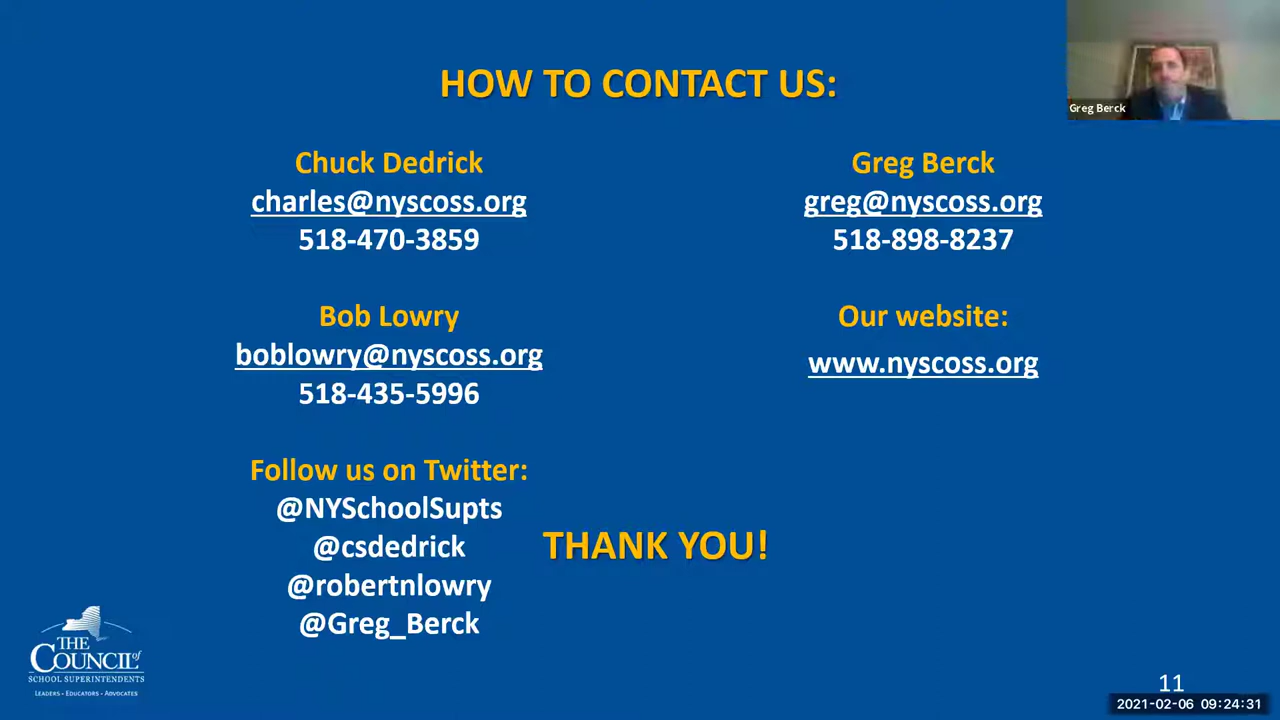 HOW TO CONTACT US:
Greg Berck
Chuck Dedrick
charles@nyscoss.org
518-470-3859
Greg Berck
greg@nyscoss.org
518-898-8237
Bob Lowry
boblowry@nyscoss.org
518-435-5996
Our website:
www.nyscoss.org
Follow us on Twitter:
@NYSchoolSupts
@csdedrick
@robertnlowry
@Greg_Berck
THANK YOU!
THE
COUNCIL of
SCHOOL SUPERINTENDENTS
LEADERS • EDUCATORS • ADVOCATES
11
2021-02-06 09:24:31